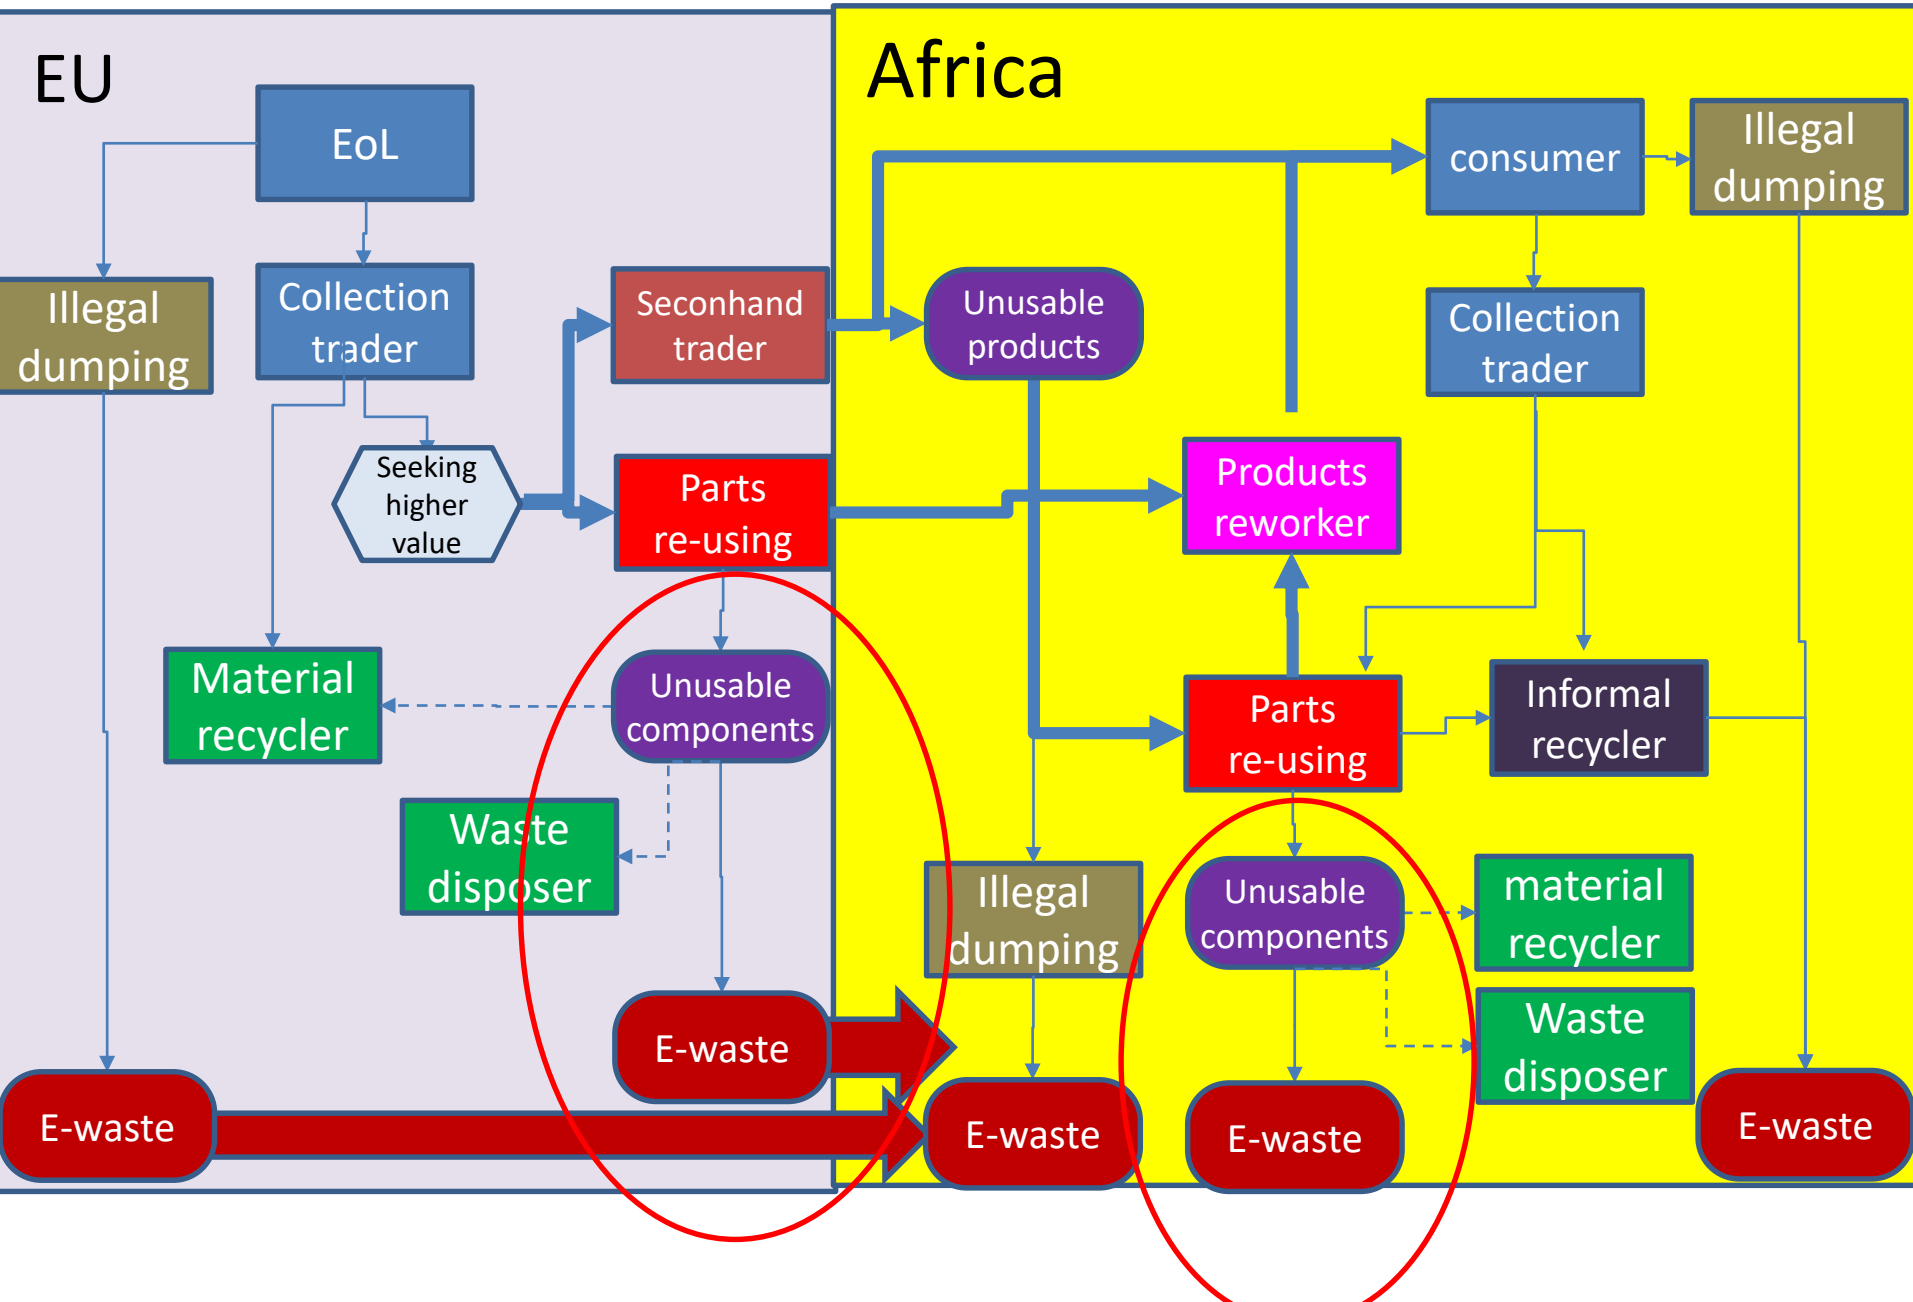 EU
EoL
Illegal
dumping
Collection
trader
Seconhand
trader
Seeking
higher
value
Parts
re-using
Material
recycler
Unusable
components
Waste
disposer
E-waste
E-waste
Africa
consumer
Illegal
dumping
Unusable
products
Collection
trader
Products
reworker
Parts
re-using
Informal
recycler
Illegal
dumping
Unusable
components
material
recycler
Waste
disposer
E-waste
E-waste
E-waste